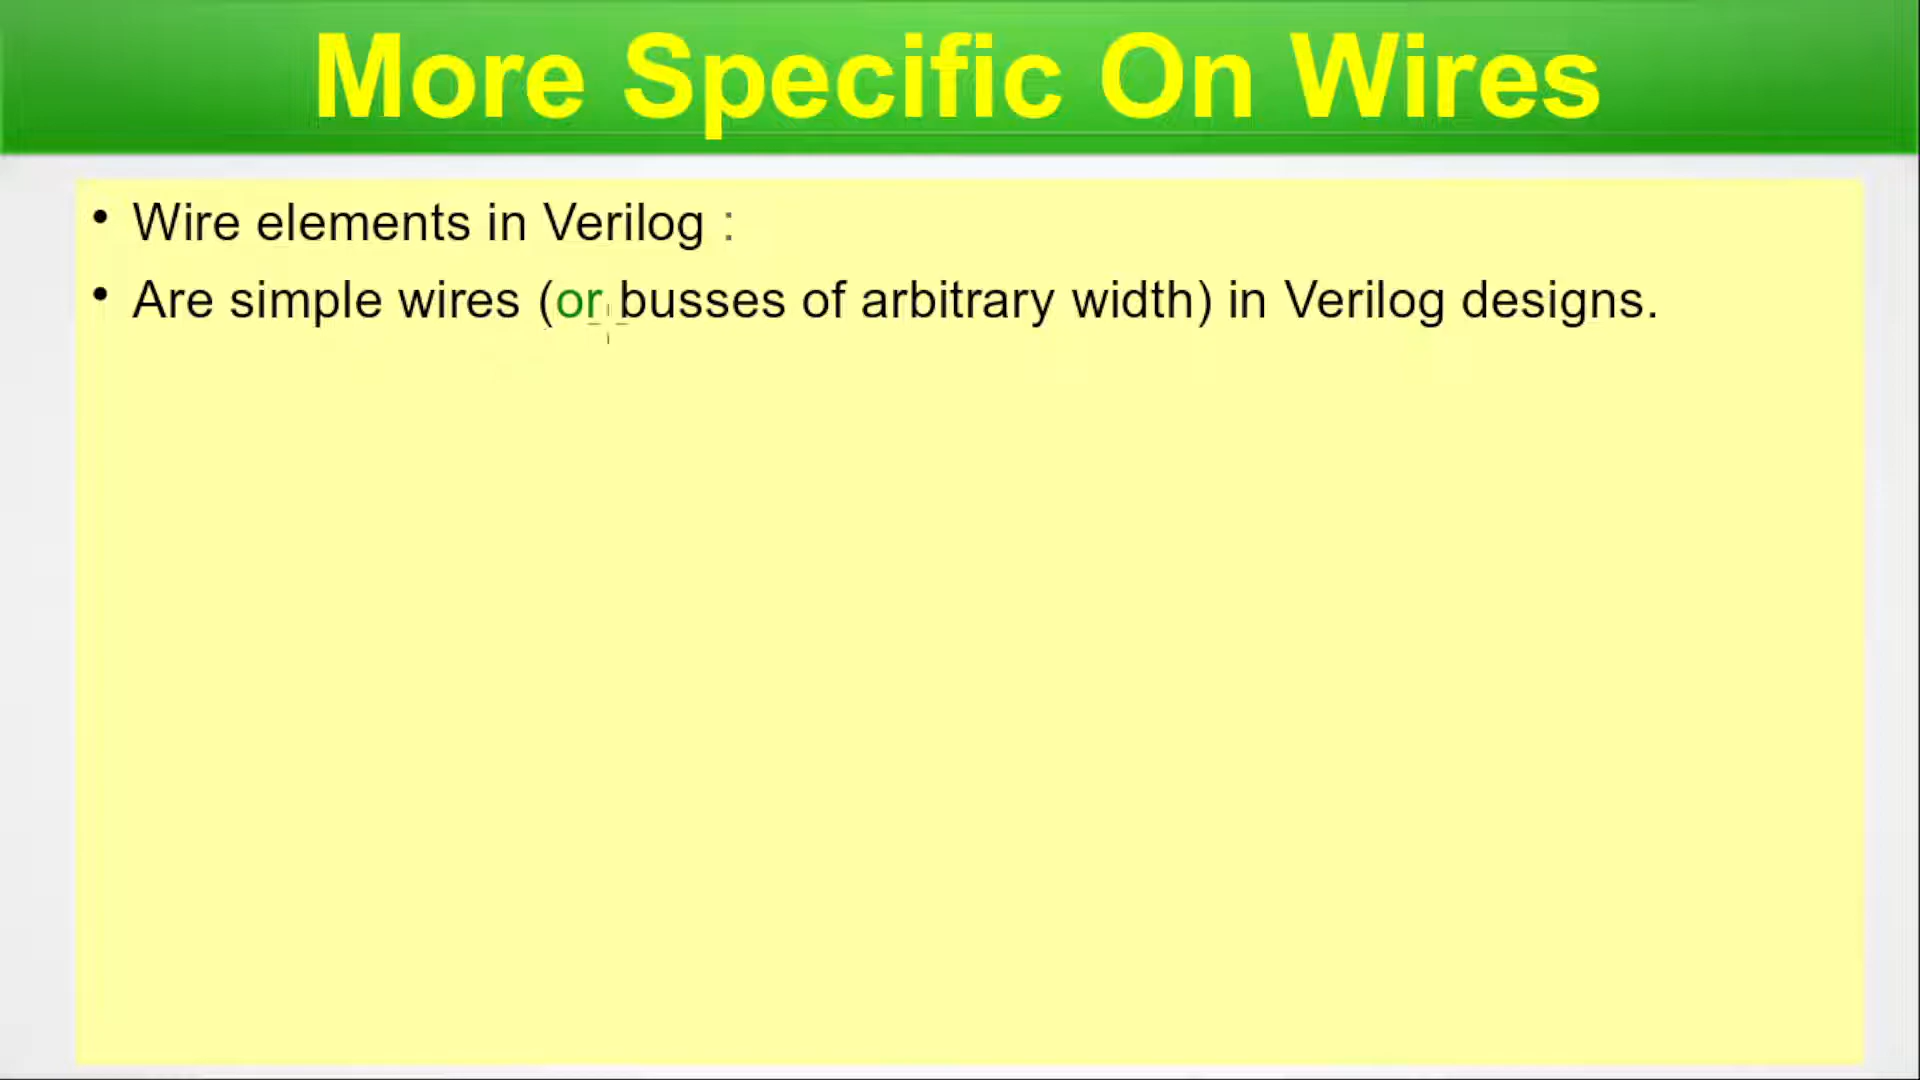 More Specific On Wires
• Wire elements in Verilog :
• Are simple wires (or busses of arbitrary width) in Verilog designs.